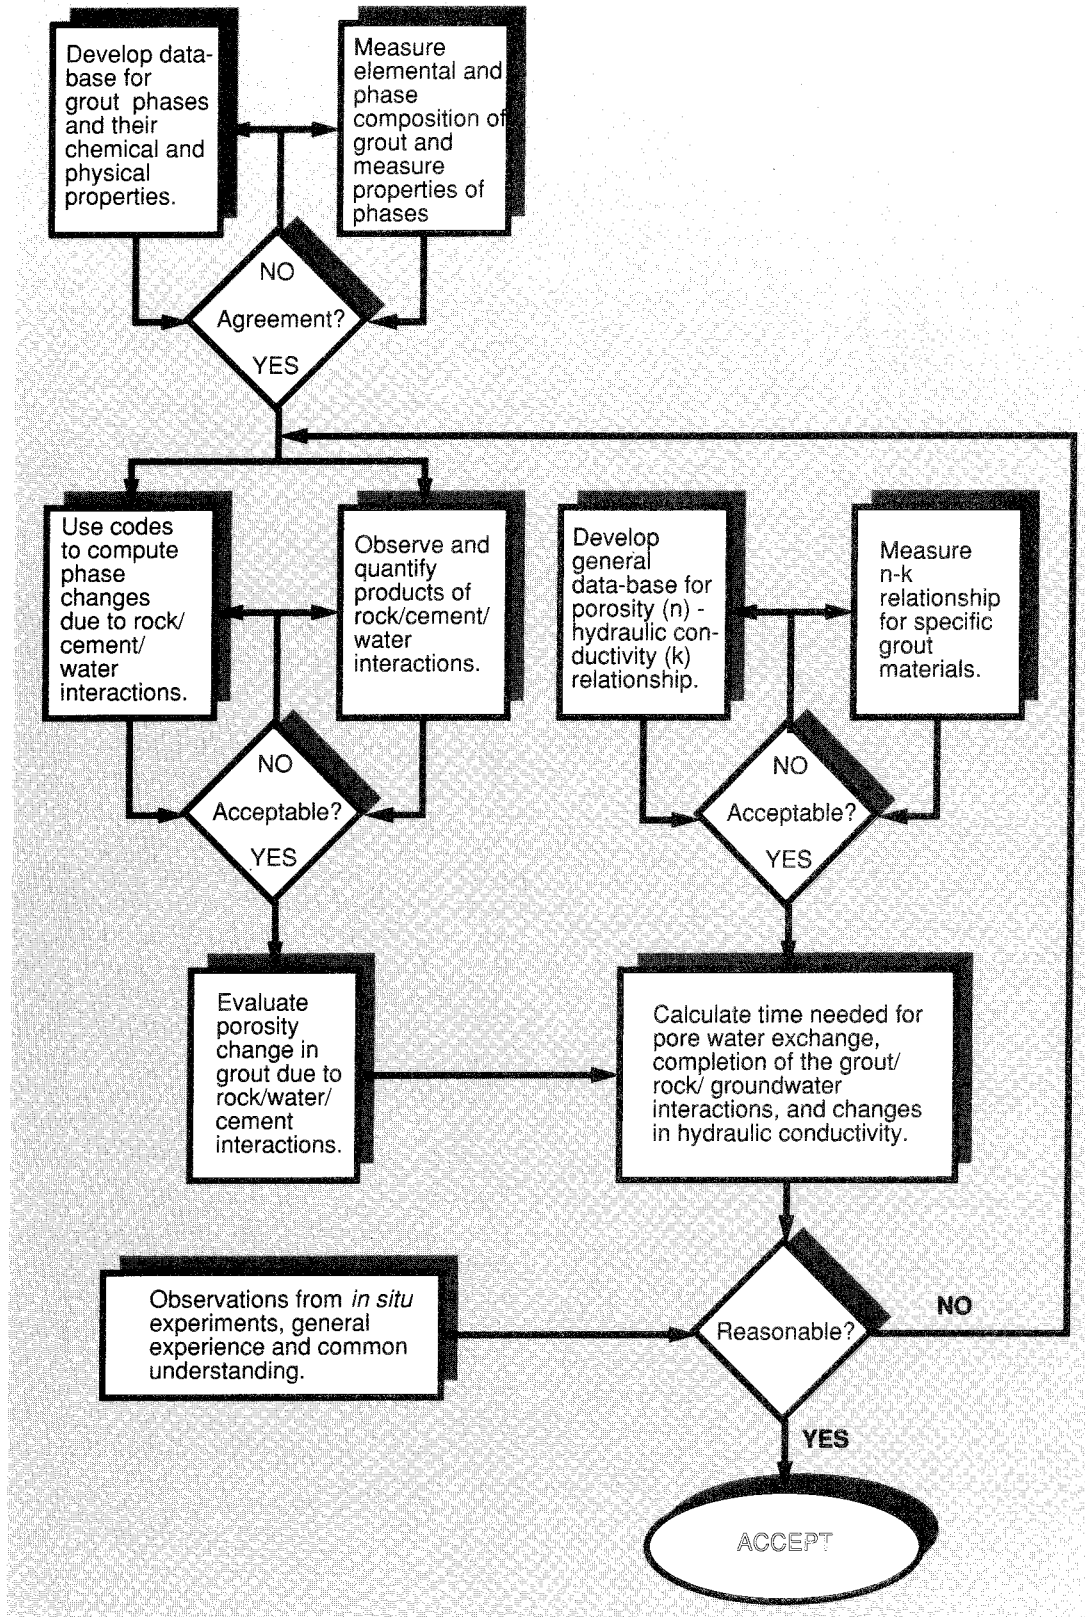 Develop data-
base for
grout phases
and their
chemical and
physical
properties.
Measure
elemental and
phase
composition of
grout and
measure
properties of
phases
NO
Agreement?
YES
Use codes
to compute
phase
changes
due to rock/
cement/
water
interactions.
Observe and
quantify
products of
rock/cement/
water
interactions.
Develop
general
data-base for
porosity (n) -
hydraulic con-
ductivity (k)
relationship.
Measure
n-k
relationship
for specific
grout
materials.
NO
Acceptable?
YES
NO
Acceptable?
YES
Evaluate
porosity
change in
grout due to
rock/water/
cement
interactions.
Calculate time needed for
pore water exchange,
completion of the grout/
rock/ groundwater
interactions, and changes
in hydraulic conductivity.
Observations from in situ
experiments, general
experience and common
understanding.
Reasonable?
NO
YES
ACCEPT